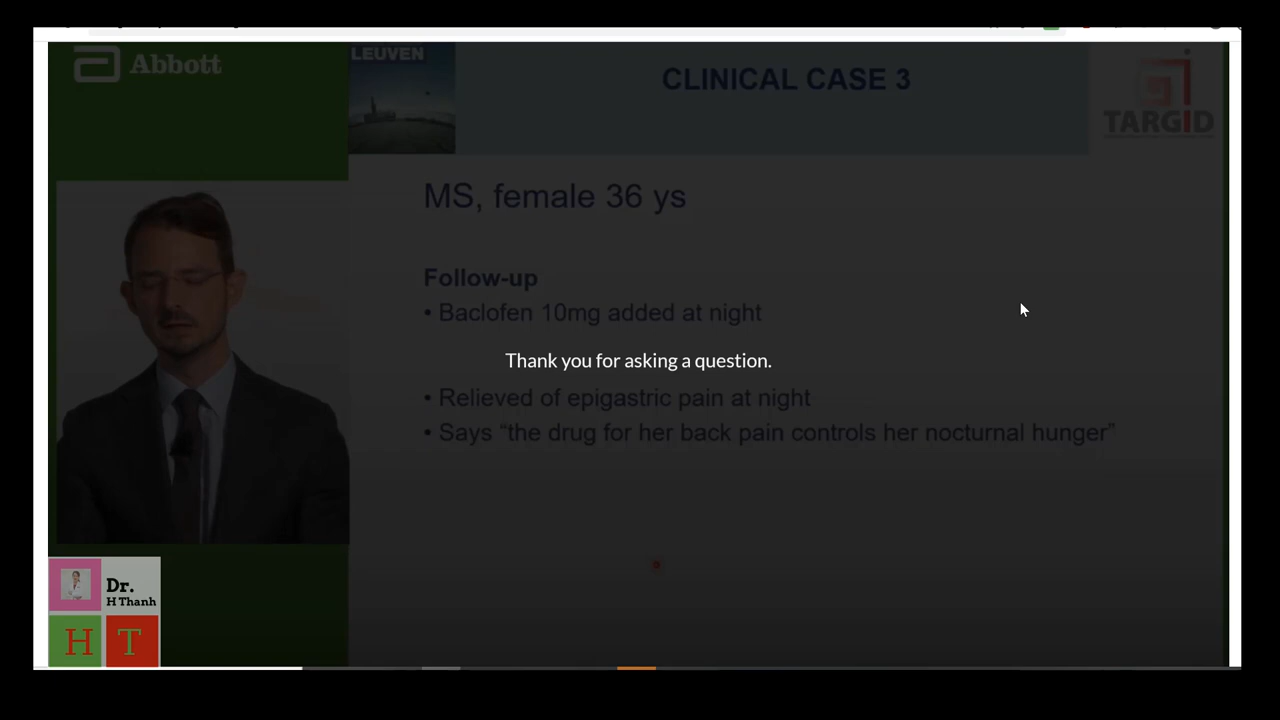 Abbott
LEUVEN
CLINICAL CASE 3
TARGID
MS, female 36 ys
Follow-up
• Baclofen 10mg added at night
Thank you for asking a question.
• Relieved of epigastric pain at night
• Says “the drug for her back pain controls her nocturnal hunger”
Dr.
H Thanh
H T